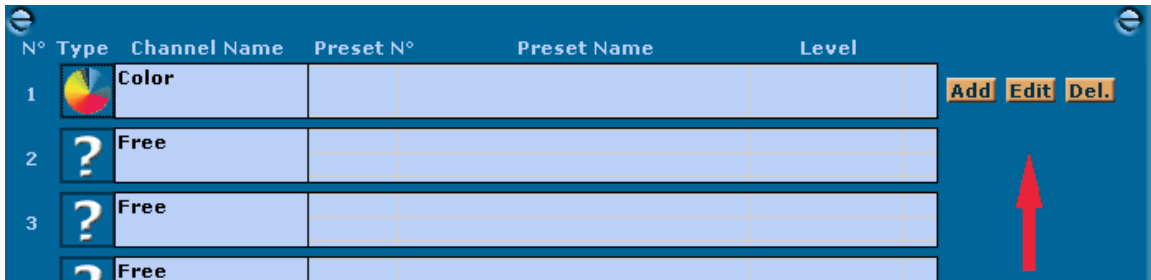 N° Type Channel Name Preset N° Preset Name Level
1 Color Add Edit Del.
2 ? Free
3 ? Free
? Free